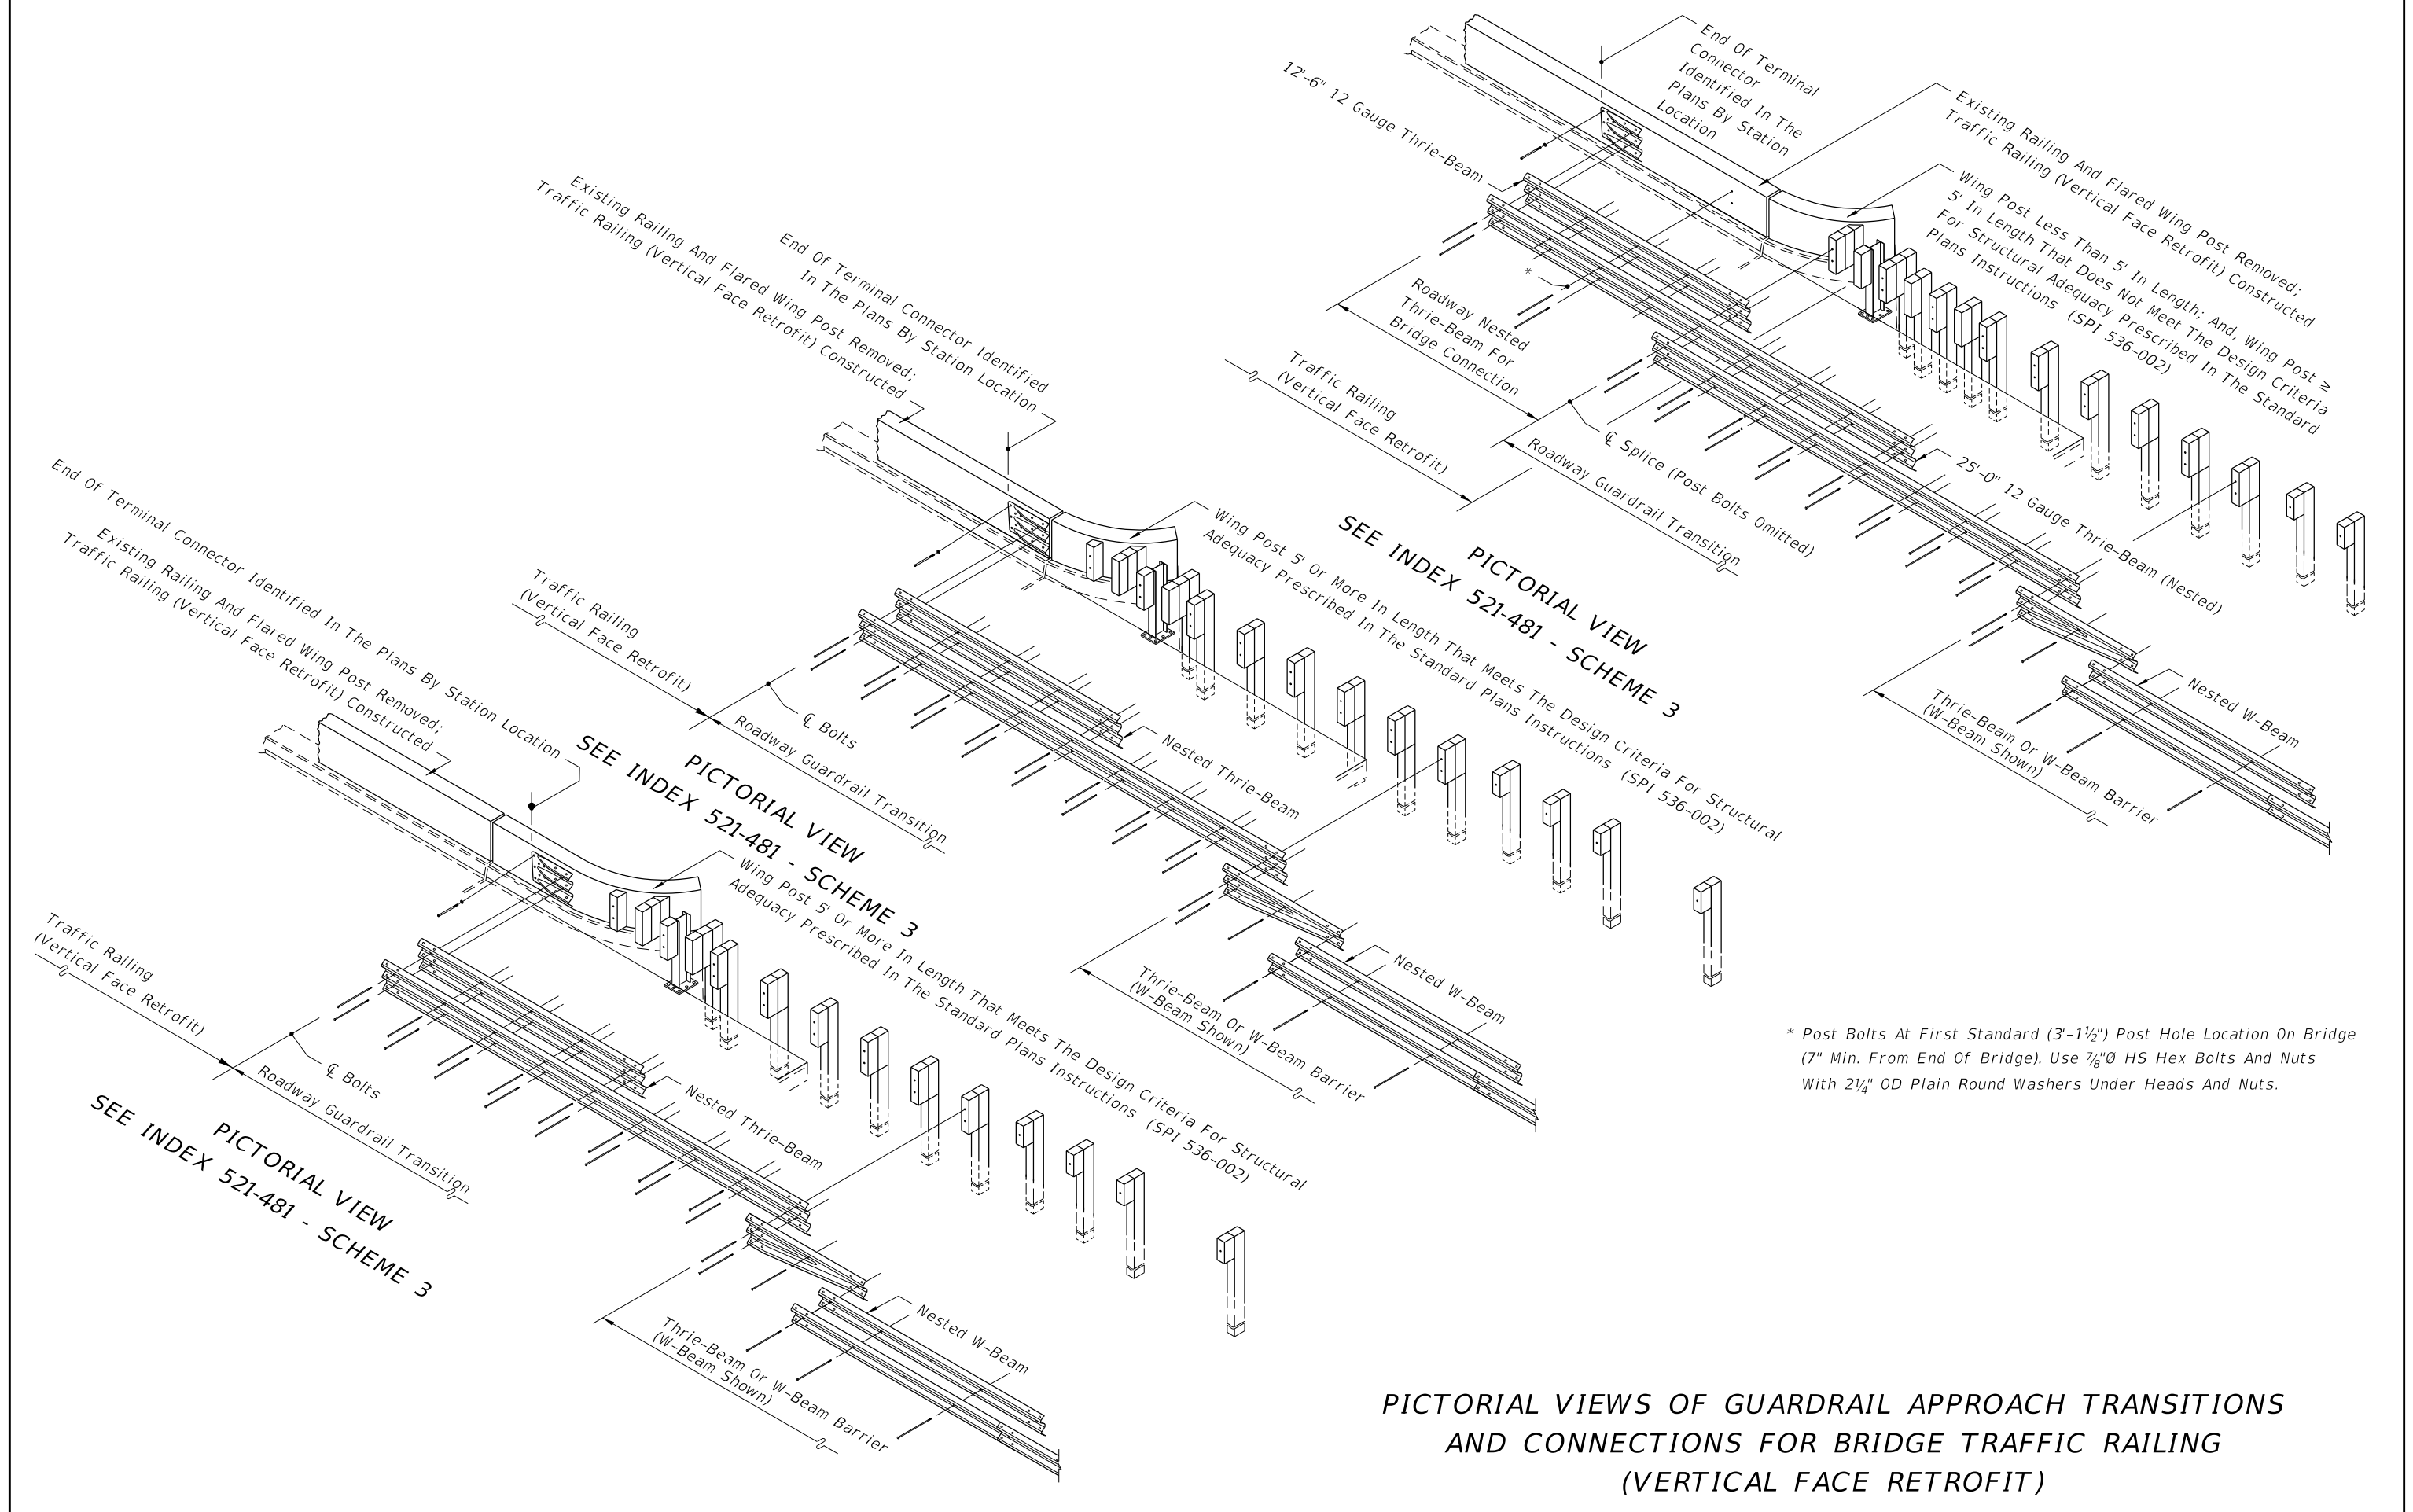 End Of Terminal
Connector
Identified In The
Plans By Station
Location
12'-6" 12 Gauge Thrie-Beam
Existing Railing And Flared Wing Post Removed;
Traffic Railing (Vertical Face Retrofit) Constructed
Wing Post Less Than 5' In Length; And, Wing Post ≥
5' In Length That Does Not Meet The Design Criteria
For Structural Adequacy Prescribed In The Standard
Plans Instructions (SPI 536-002)
*
Roadway Nested
Thrie-Beam For
Bridge Connection
Traffic Railing
(Vertical Face Retrofit)
℄ Splice (Post Bolts Omitted)
Roadway Guardrail Transition
25'-0" 12 Gauge Thrie-Beam (Nested)
Nested W-Beam
Thrie-Beam Or W-Beam Barrier
(W-Beam Shown)
PICTORIAL VIEW
SEE INDEX 521-481 - SCHEME 3
Existing Railing And Flared Wing Post Removed;
Traffic Railing (Vertical Face Retrofit) Constructed
End Of Terminal Connector Identified
In The Plans By Station Location
Wing Post 5' Or More In Length That Meets The Design Criteria For Structural
Adequacy Prescribed In The Standard Plans Instructions (SPI 536-002)
Traffic Railing
(Vertical Face Retrofit)
℄ Bolts
Roadway Guardrail Transition
Nested Thrie-Beam
Nested W-Beam
Thrie-Beam Or W-Beam Barrier
(W-Beam Shown)
PICTORIAL VIEW
SEE INDEX 521-481 - SCHEME 3
End Of Terminal Connector Identified In The Plans By Station Location
Existing Railing And Flared Wing Post Removed;
Traffic Railing (Vertical Face Retrofit) Constructed
Wing Post 5' Or More In Length That Meets The Design Criteria For Structural
Adequacy Prescribed In The Standard Plans Instructions (SPI 536-002)
Traffic Railing
(Vertical Face Retrofit)
℄ Bolts
Roadway Guardrail Transition
Nested Thrie-Beam
Nested W-Beam
Thrie-Beam Or W-Beam Barrier
(W-Beam Shown)
PICTORIAL VIEW
SEE INDEX 521-481 - SCHEME 3
* Post Bolts At First Standard (3'-1½") Post Hole Location On Bridge
(7" Min. From End Of Bridge). Use ⅞"Ø HS Hex Bolts And Nuts
With 2¼" OD Plain Round Washers Under Heads And Nuts.
PICTORIAL VIEWS OF GUARDRAIL APPROACH TRANSITIONS
AND CONNECTIONS FOR BRIDGE TRAFFIC RAILING
(VERTICAL FACE RETROFIT)